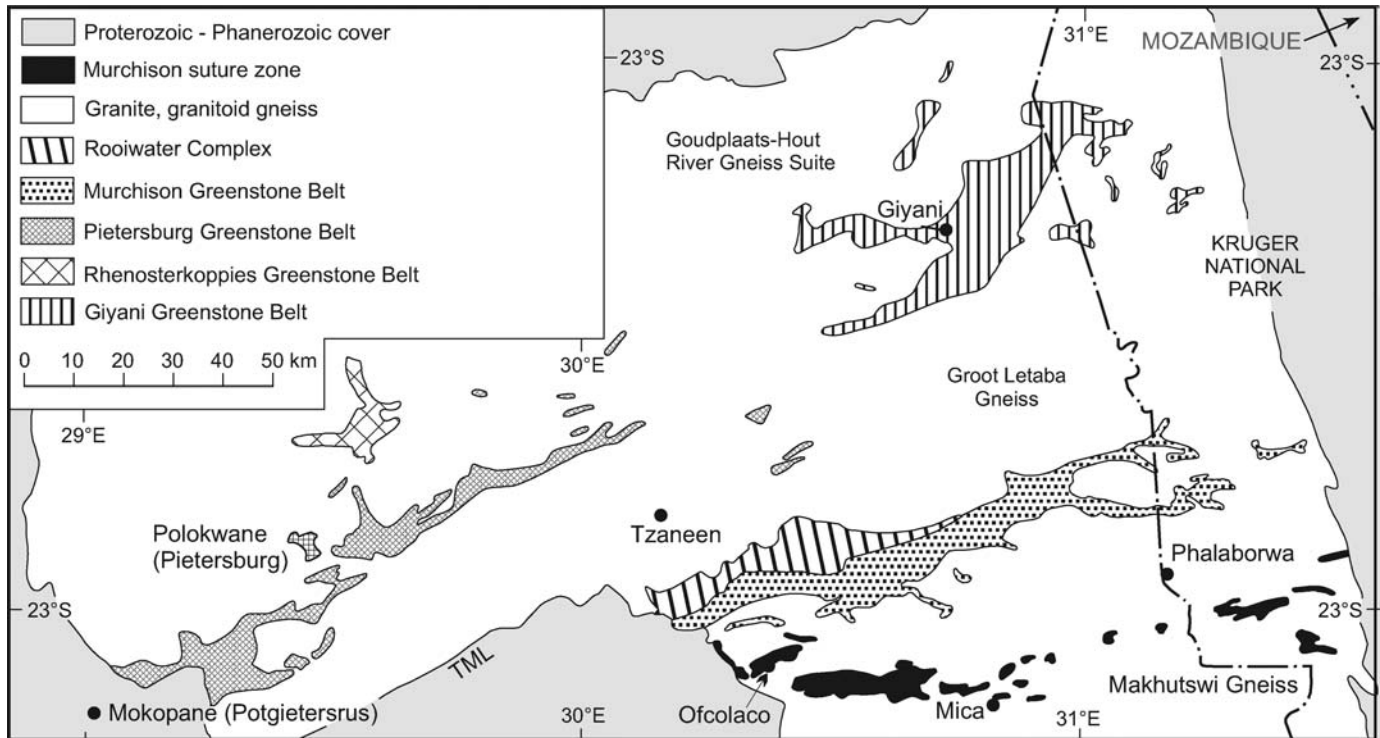 Proterozoic - Phanerozoic cover
Murchison suture zone
Granite, granitoid gneiss
Rooiwater Complex
Murchison Greenstone Belt
Pietersburg Greenstone Belt
Rhenosterkoppies Greenstone Belt
Giyani Greenstone Belt
0 10 20 30 40 50 km
31°E
MOZAMBIQUE
23°S
23°S
Goudplaats-Hout
River Gneiss Suite
Giyani
KRUGER
NATIONAL
PARK
30°E
Groot Letaba
Gneiss
29°E
Polokwane
(Pietersburg)
Tzaneen
Phalaborwa
23°S
23°S
TML
Makhutswi Gneiss
Mokopane (Potgietersrus)
30°E
Ofcolaco
Mica
31°E